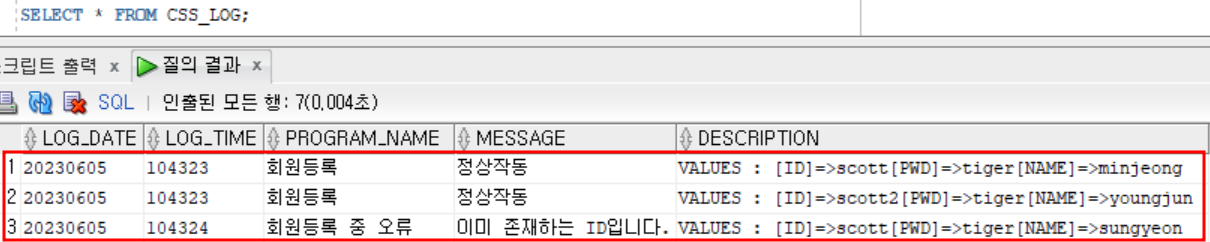 SELECT * FROM CSS_LOG;
스크립트 출력 x 질의 결과 x
SQL | 인출된 모든 행: 7(0,004초)
LOG_DATE LOG_TIME PROGRAM_NAME MESSAGE DESCRIPTION
1 20230605 104323 회원등록 정상작동 VALUES : [ID]=>scott[PWD]=>tiger[NAME]=>minjeong
2 20230605 104323 회원등록 정상작동 VALUES : [ID]=>scott2[PWD]=>tiger[NAME]=>youngjun
3 20230605 104324 회원등록 중 오류 이미 존재하는 ID입니다. VALUES : [ID]=>scott[PWD]=>tiger[NAME]=>sungyeon